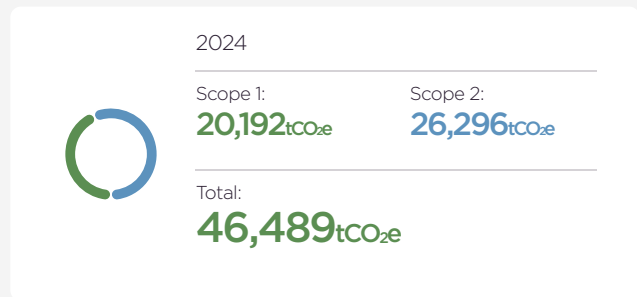 2024
Scope 1: Scope 2:
20,192tCO₂e 26,296tCO₂e
Total:
46,489tCO₂e